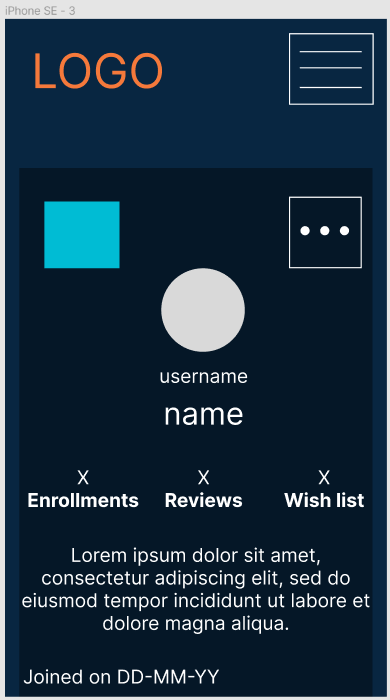 iPhone SE - 3
LOGO
username
name
X X X
Enrollments Reviews Wish list
Lorem ipsum dolor sit amet,
consectetur adipiscing elit, sed do
eiusmod tempor incididunt ut labore et
dolore magna aliqua.
Joined on DD-MM-YY